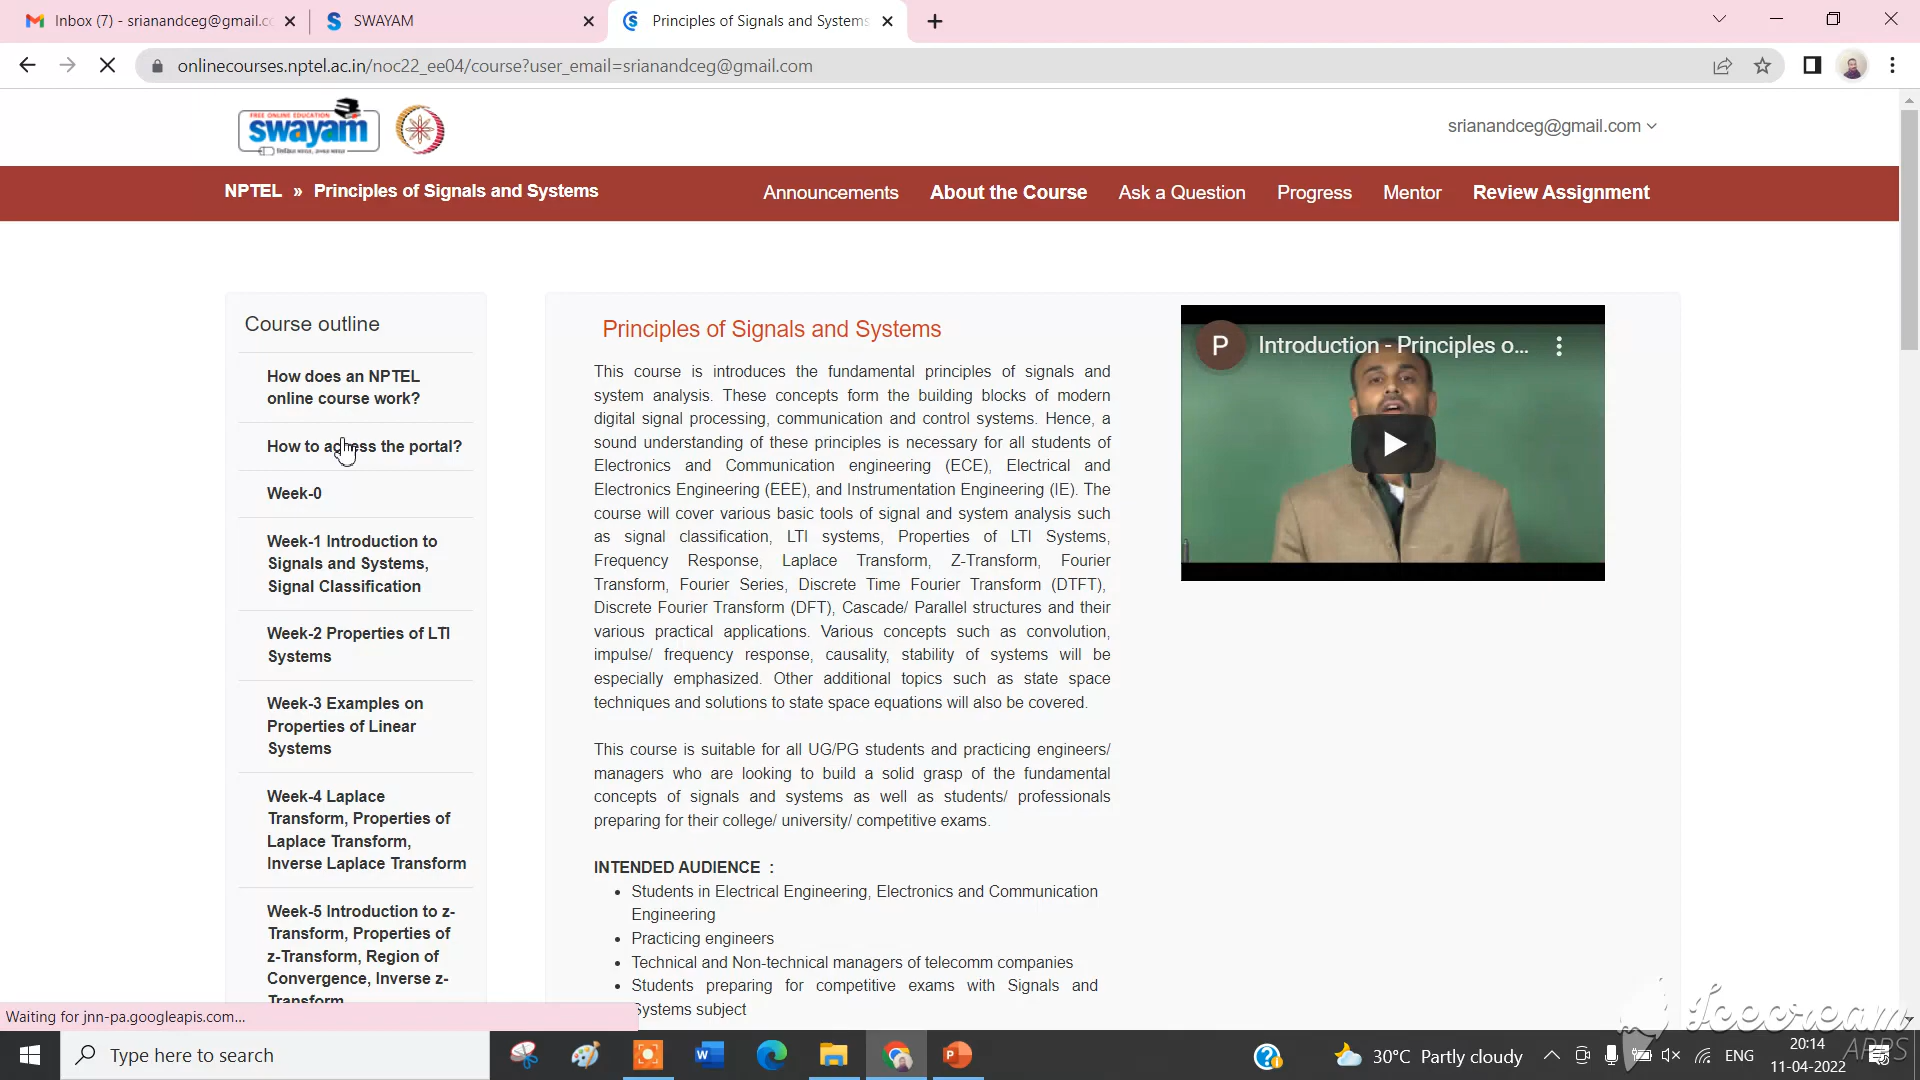 Inbox (7) - srianandceg@gmail.c
SWAYAM
Principles of Signals and Systems
onlinecourses.nptel.ac.in/noc22_ee04/course?user_email=srianandceg@gmail.com
FREE ONLINE EDUCATION
swayam
srianandceg@gmail.com
NPTEL » Principles of Signals and Systems
Announcements
About the Course
Ask a Question
Progress
Mentor
Review Assignment
Course outline
How does an NPTEL
online course work?
How to access the portal?
Week-0
Week-1 Introduction to
Signals and Systems,
Signal Classification
Week-2 Properties of LTI
Systems
Week-3 Examples on
Properties of Linear
Systems
Week-4 Laplace
Transform, Properties of
Laplace Transform,
Inverse Laplace Transform
Week-5 Introduction to z-
Transform, Properties of
z-Transform, Region of
Convergence, Inverse z-
Transform
Principles of Signals and Systems
This course is introduces the fundamental principles of signals and
system analysis. These concepts form the building blocks of modern
digital signal processing, communication and control systems. Hence, a
sound understanding of these principles is necessary for all students of
Electronics and Communication engineering (ECE), Electrical and
Electronics Engineering (EEE), and Instrumentation Engineering (IE). The
course will cover various basic tools of signal and system analysis such
as signal classification, LTI systems, Properties of LTI Systems,
Frequency Response, Laplace Transform, Z-Transform, Fourier
Transform, Fourier Series, Discrete Time Fourier Transform (DTFT),
Discrete Fourier Transform (DFT), Cascade/ Parallel structures and their
various practical applications. Various concepts such as convolution,
impulse/ frequency response, causality, stability of systems will be
especially emphasized. Other additional topics such as state space
techniques and solutions to state space equations will also be covered.
This course is suitable for all UG/PG students and practicing engineers/
managers who are looking to build a solid grasp of the fundamental
concepts of signals and systems as well as students/ professionals
preparing for their college/ university/ competitive exams.
INTENDED AUDIENCE :
• Students in Electrical Engineering, Electronics and Communication
Engineering
• Practicing engineers
• Technical and Non-technical managers of telecomm companies
• Students preparing for competitive exams with Signals and
Systems subject
P
Introduction - Principles o...
Waiting for jnn-pa.googleapis.com...
Icecream
APPS
Type here to search
30°C Partly cloudy
ENG
20:14
11-04-2022